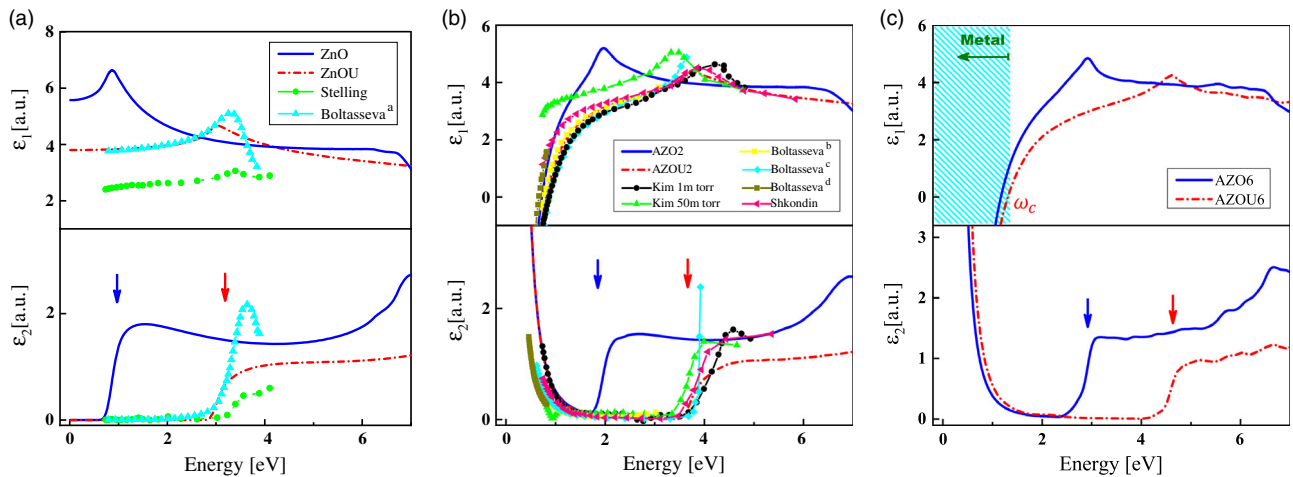 (a)
8
6
4
2
ε1 [a.u.]
ZnO
ZnOU
Stelling
Boltasseva a
2
0
ε2[a.u.]
0 2 4 6
Energy [eV]
(b)
6
4
2
0
ε1 [a.u.]
AZO2
AZOU2
Kim 1m torr
Kim 50m torr
Boltasseva b
Boltasseva c
Boltasseva d
Shkondin
2
0
ε2[a.u.]
0 2 4 6
Energy [eV]
(c)
6
4
2
0
ε1[a.u.]
Metal
ωc
AZO6
AZOU6
3
2
1
0
ε2[a.u.]
0 2 4 6
Energy [eV]